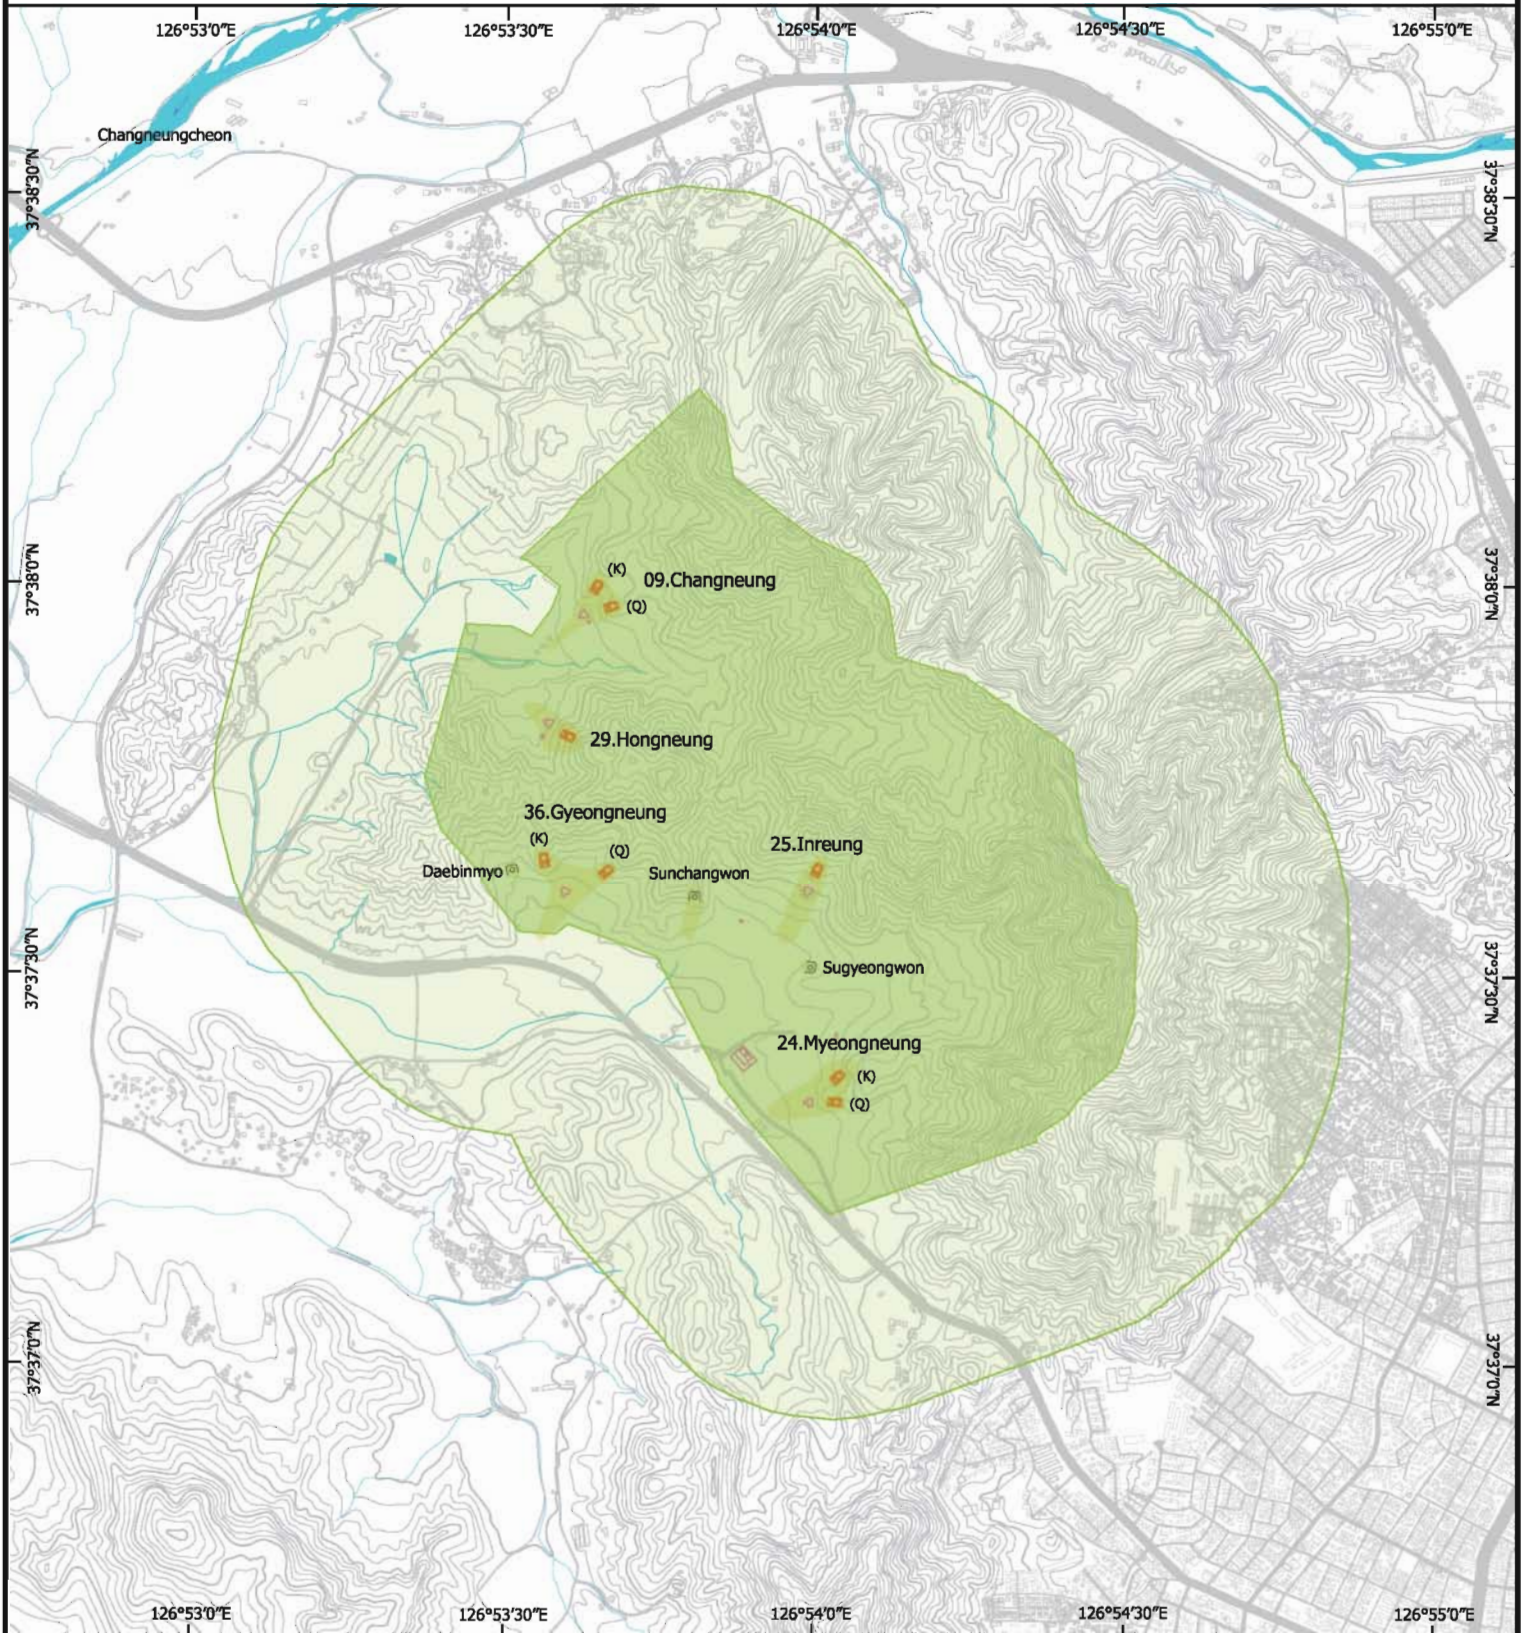 126°53'0"E
126°53'30"E
126°54'0"E
126°54'30"E
126°55'0"E
Changneungcheon
37°38'30"N
37°38'30"N
(K)
09.Changneung
(Q)
37°38'0"N
37°38'0"N
29.Hongneung
36.Gyeongneung
(K)
(Q)
25.Inreung
Daebinmyo
Sunchangwon
Sugyeongwon
37°37'30"N
37°37'30"N
24.Myeongneung
(K)
(Q)
37°37'0"N
37°37'0"N
126°53'0"E
126°53'30"E
126°54'0"E
126°54'30"E
126°55'0"E